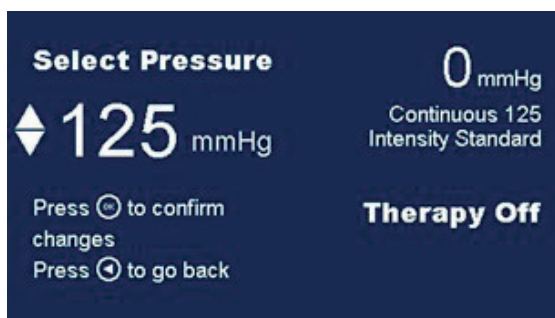 Select Pressure
125 mmHg
Press OK to confirm
changes
Press to go back
0 mmHg
Continuous 125
Intensity Standard
Therapy Off